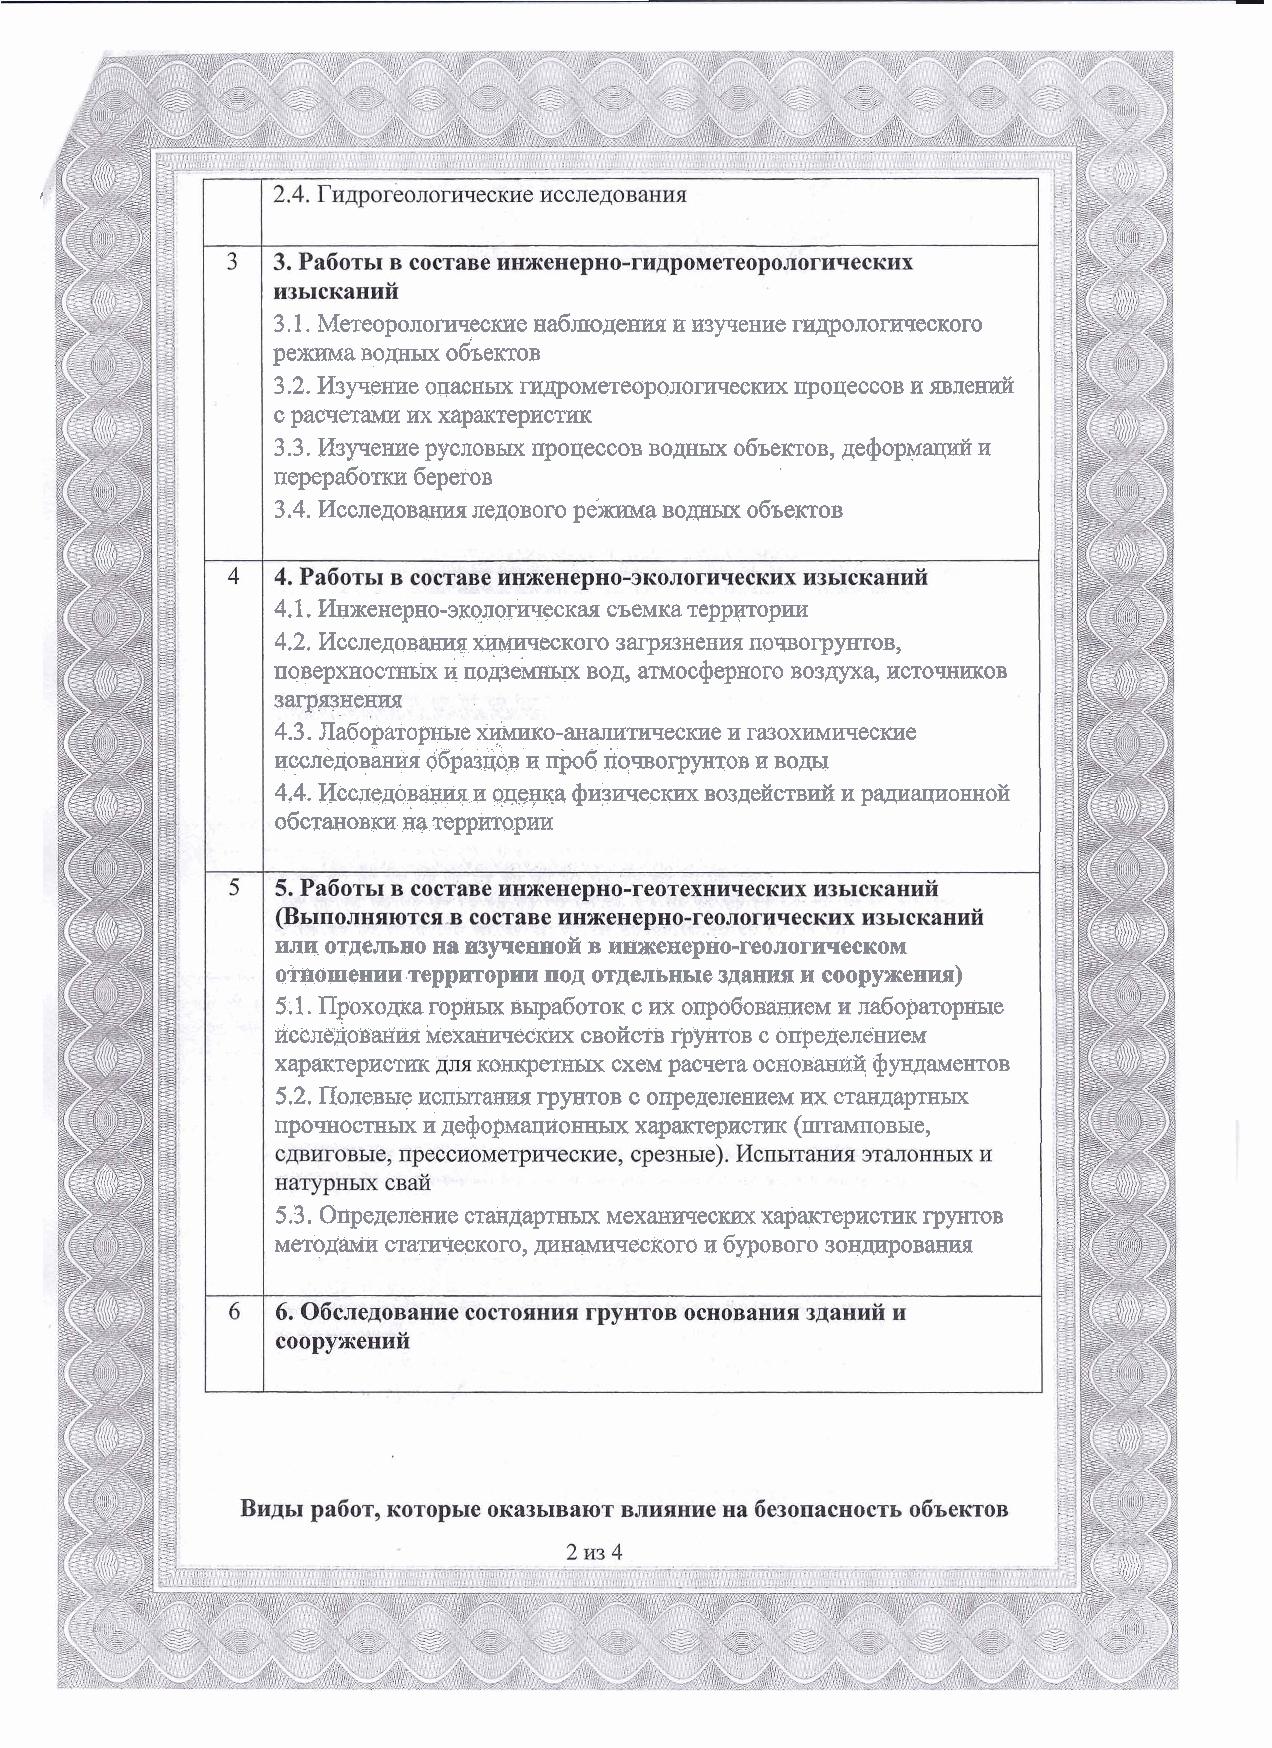 2.4. Гидрогеологические исследования
3
3. Работы в составе инженерно-гидрометеорологических
изысканий
3.1. Метеорологические наблюдения и изучение гидрологического
режима водных объектов
3.2. Изучение опасных гидрометеорологических процессов и явлений
с расчетами их характеристик
3.3. Изучение русловых процессов водных объектов, деформаций и
переработки берегов
3.4. Исследования ледового режима водных объектов
4
4. Работы в составе инженерно-экологических изысканий
4.1. Инженерно-экологическая съемка территории
4.2. Исследования химического загрязнения почвогрунтов,
поверхностных и подземных вод, атмосферного воздуха, источников
загрязнения
4.3. Лабораторные химико-аналитические и газохимические
исследования образцов и проб почвогрунтов и воды
4.4. Исследования и оценка физических воздействий и радиационной
обстановки на территории
5
5. Работы в составе инженерно-геотехнических изысканий
(Выполняются в составе инженерно-геологических изысканий
или отдельно на изученной в инженерно-геологическом
отношении территории под отдельные здания и сооружения)
5.1. Проходка горных выработок с их опробованием и лабораторные
исследования механических свойств грунтов с определением
характеристик для конкретных схем расчета оснований фундаментов
5.2. Полевые испытания грунтов с определением их стандартных
прочностных и деформационных характеристик (штамповые,
сдвиговые, прессиометрические, срезные). Испытания эталонных и
натурных свай
5.3. Определение стандартных механических характеристик грунтов
методами статического, динамического и бурового зондирования
6
6. Обследование состояния грунтов основания зданий и
сооружений
Виды работ, которые оказывают влияние на безопасность объектов
2 из 4